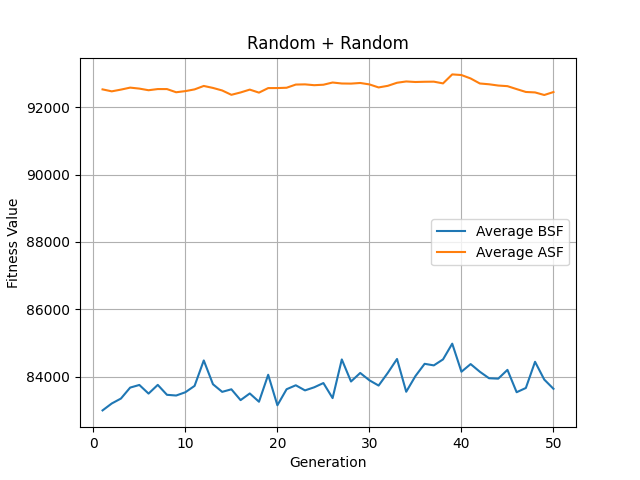 Random + Random
Fitness Value
92000
90000
88000
86000
84000
Average BSF
Average ASF
0 10 20 30 40 50
Generation